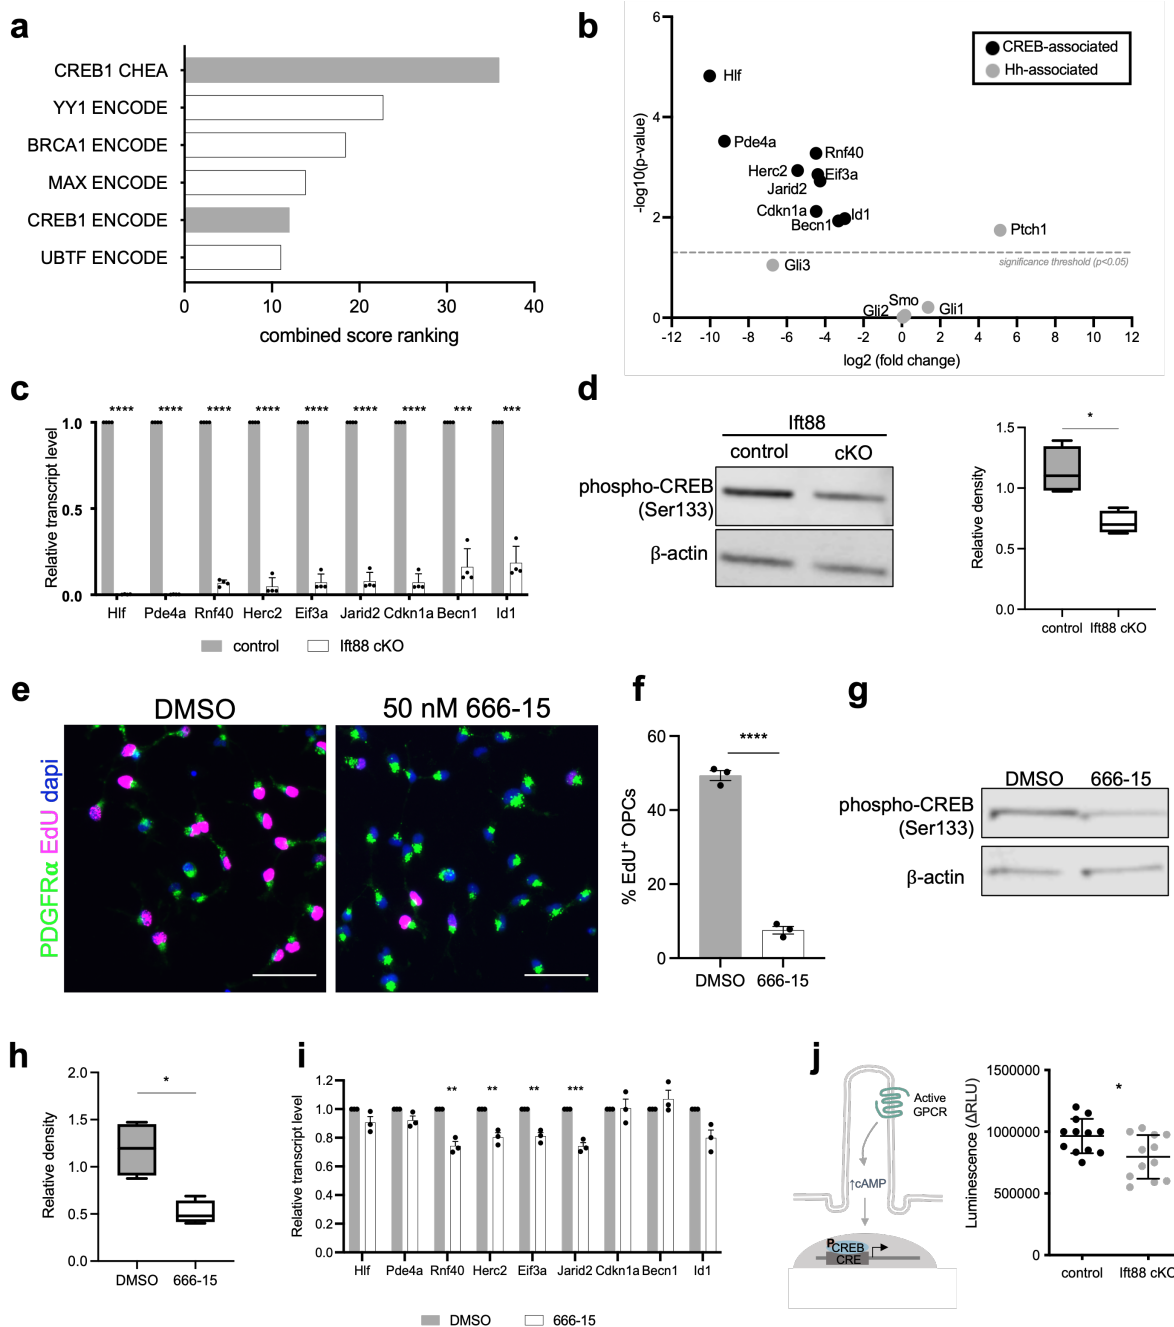 a
CREB1 CHEA
YY1 ENCODE
BRCA1 ENCODE
MAX ENCODE
CREB1 ENCODE
UBTF ENCODE
0 10 20 30 40
combined score ranking
b
-log10(p-value)
6
4
2
0
CREB-associated
Hh-associated
Hlf
Pde4a
Rnf40
Herc2
Eif3a
Jarid2
Cdkn1a
Id1
Becn1
Ptch1
significance threshold (p<0.05)
Gli3
Smo
Gli2
Gli1
-12 -10 -8 -6 -4 -2 0 2 4 6 8 10 12
log2 (fold change)
c
Relative transcript level
**** **** **** **** **** **** **** *** ***
1.0
0.5
0.0
Hlf Pde4a Rnf40 Herc2 Eif3a Jarid2 Cdkn1a Becn1 Id1
control Ift88 cKO
d
Ift88
control cKO
phospho-CREB
(Ser133)
β-actin
Relative density
1.5
1.0
0.5
0.0
*
control Ift88 cKO
e
DMSO 50 nM 666-15
PDGFRα EdU dapi
f
% EdU+ OPCs
60
40
20
0
****
DMSO 666-15
g
DMSO 666-15
phospho-CREB
(Ser133)
β-actin
h
Relative density
2.0
1.5
1.0
0.5
0.0
*
DMSO 666-15
i
Relative transcript level
1.2
1.0
0.8
0.6
0.4
0.2
0.0
** ** ** ***
Hlf Pde4a Rnf40 Herc2 Eif3a Jarid2 Cdkn1a Becn1 Id1
DMSO 666-15
j
Active
GPCR
↑cAMP
P
CREB
CRE
Luminescence (ΔRLU)
1500000
1000000
500000
0
*
control Ift88 cKO